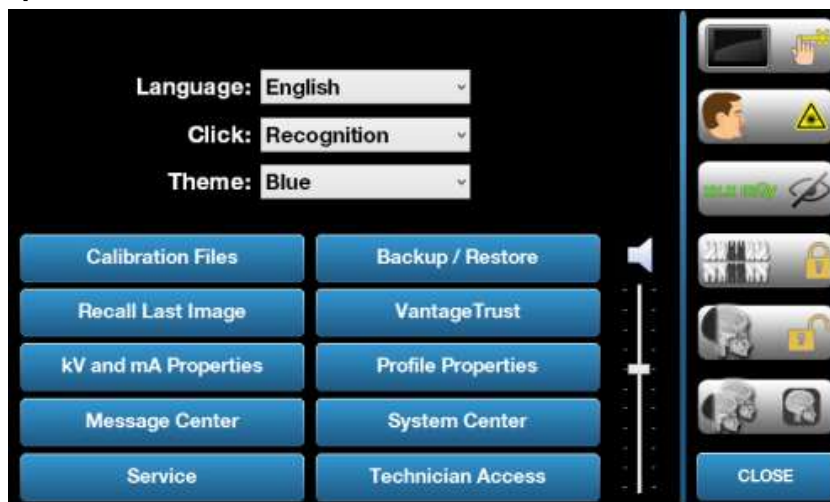 Language: English
Click: Recognition
Theme: Blue
Calibration Files
Backup / Restore
Recall Last Image
VantageTrust
kV and mA Properties
Profile Properties
Message Center
System Center
Service
Technician Access
CLOSE